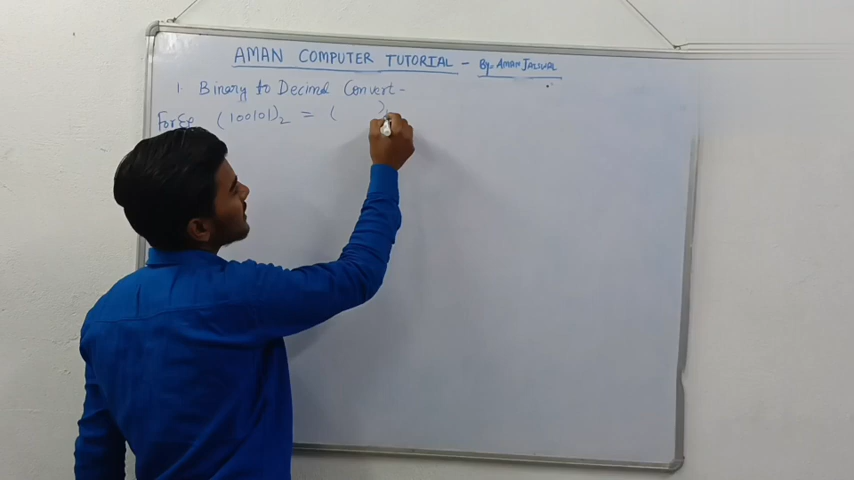 AMAN COMPUTER TUTORIAL - By. AMAN JAISWAL
1. Binary to Decimal Convert -
For Ex (100101)₂ = ( )